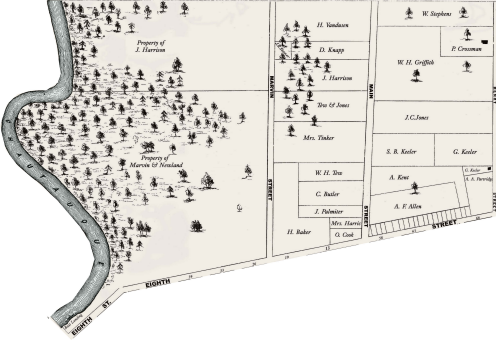 Property of
J. Harrison
H. Vandusen
D. Knapp
J. Harrison
Tew & Jones
Mrs. Tinker
W. H. Tew
C. Butler
J. Palmiter
Mrs. Harris
O. Cook
H. Baker
W. Stephens
P. Crossman
W. H. Griffith
J.C.Jones
S. B. Keeler
G. Keeler
A. Kent
G. Keeler
A. A. Partridge
A. F. Allen
Property of
Marvin & Newland
MARVIN
STREET
MAIN
STREET
STREET
STREET
EIGHTH
EIGHTH ST.
CHAUTAUQUE